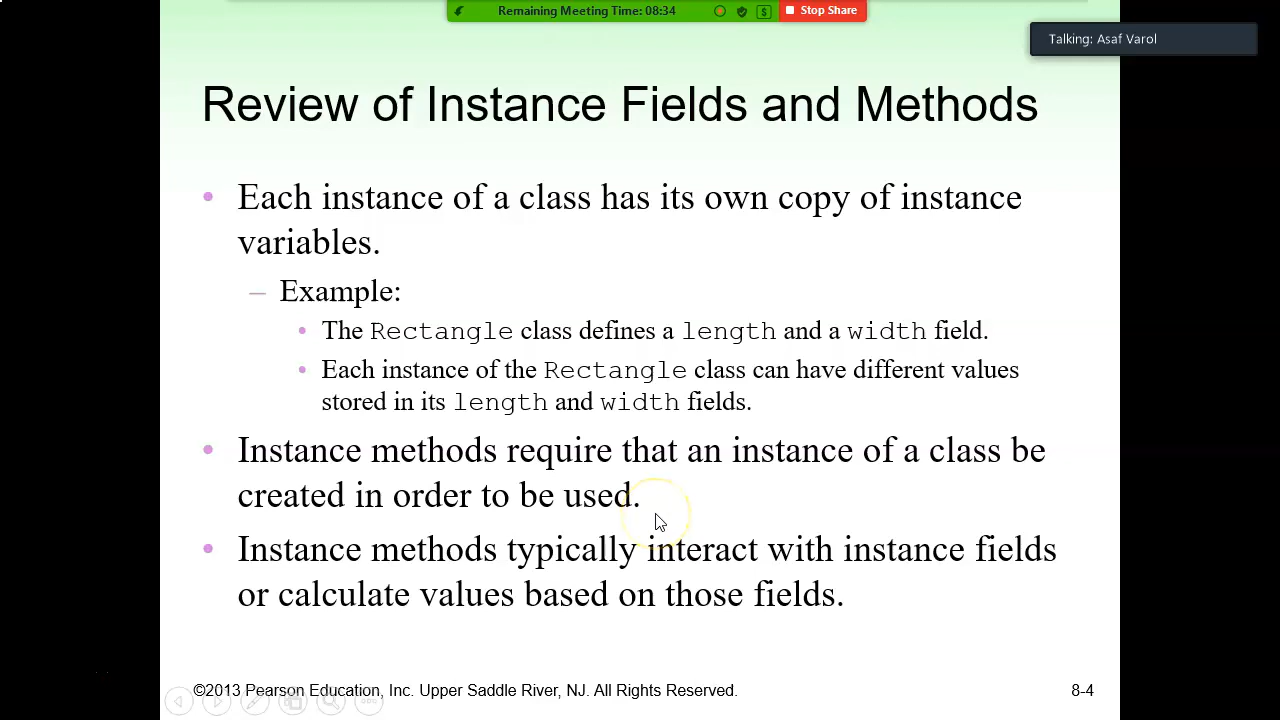 Remaining Meeting Time: 08:34
Stop Share
Talking: Asaf Varol
Review of Instance Fields and Methods
• Each instance of a class has its own copy of instance
variables.
– Example:
• The Rectangle class defines a length and a width field.
• Each instance of the Rectangle class can have different values
stored in its length and width fields.
• Instance methods require that an instance of a class be
created in order to be used.
• Instance methods typically interact with instance fields
or calculate values based on those fields.
©2013 Pearson Education, Inc. Upper Saddle River, NJ. All Rights Reserved.
8-4